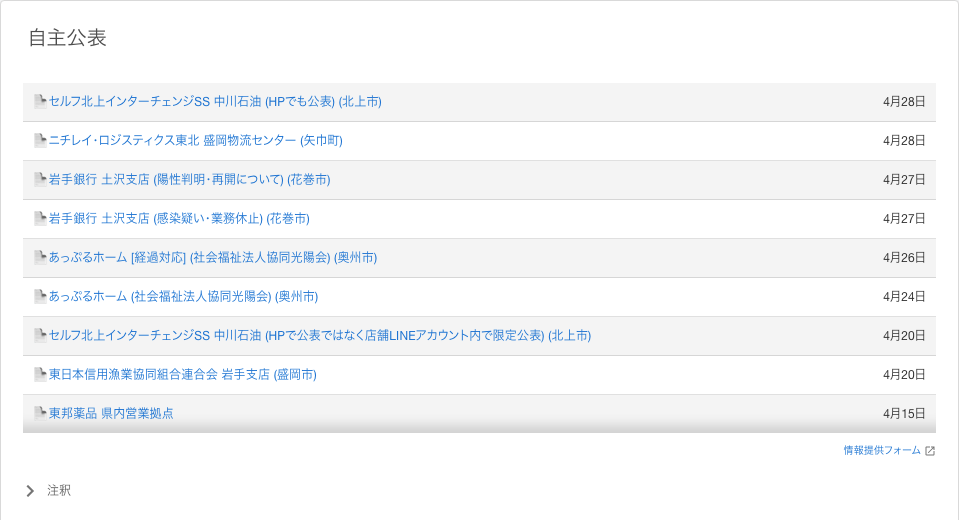 自主公表
セルフ北上インターチェンジSS 中川石油 (HPでも公表) (北上市) 4月28日
ニチレイ・ロジスティクス東北 盛岡物流センター (矢巾町) 4月28日
岩手銀行 土沢支店 (陽性判明・再開について) (花巻市) 4月27日
岩手銀行 土沢支店 (感染疑い・業務休止) (花巻市) 4月27日
あっぷるホーム [経過対応] (社会福祉法人協同光陽会) (奥州市) 4月26日
あっぷるホーム (社会福祉法人協同光陽会) (奥州市) 4月24日
セルフ北上インターチェンジSS 中川石油 (HPで公表ではなく店舗LINEアカウント内で限定公表) (北上市) 4月20日
東日本信用漁業協同組合連合会 岩手支店 (盛岡市) 4月20日
東邦薬品 県内営業拠点 4月15日
情報提供フォーム
注釈